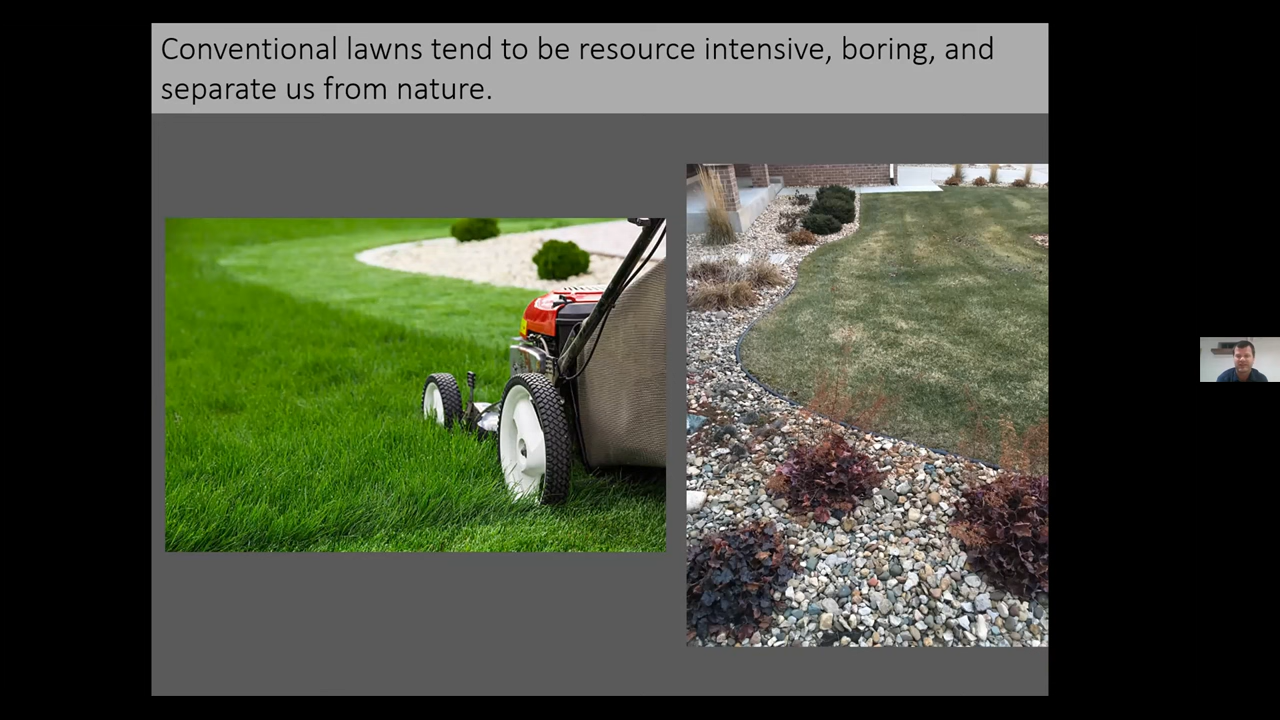 Conventional lawns tend to be resource intensive, boring, and
separate us from nature.